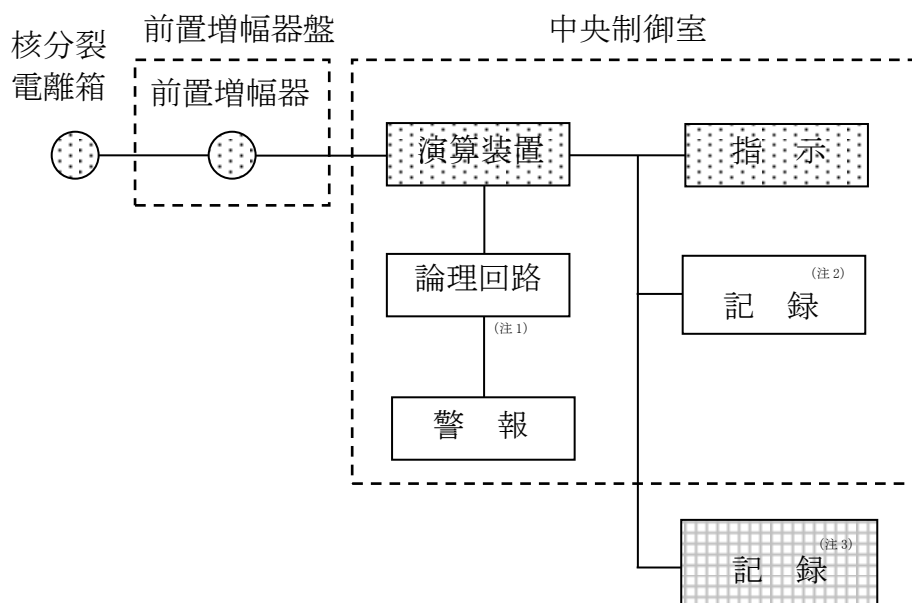 核分裂
電離箱
前置増幅器盤
前置増幅器
中央制御室
演算装置
指 示
論理回路
(注1)
警 報
(注2)
記 録
(注3)
記 録